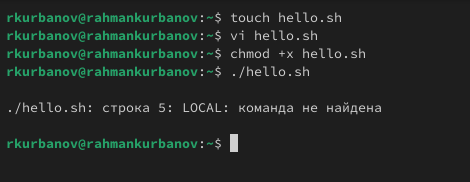 rkurbanov@rahmankurbanov:~$ touch hello.sh
rkurbanov@rahmankurbanov:~$ vi hello.sh
rkurbanov@rahmankurbanov:~$ chmod +x hello.sh
rkurbanov@rahmankurbanov:~$ ./hello.sh
./hello.sh: строка 5: LOCAL: команда не найдена
rkurbanov@rahmankurbanov:~$